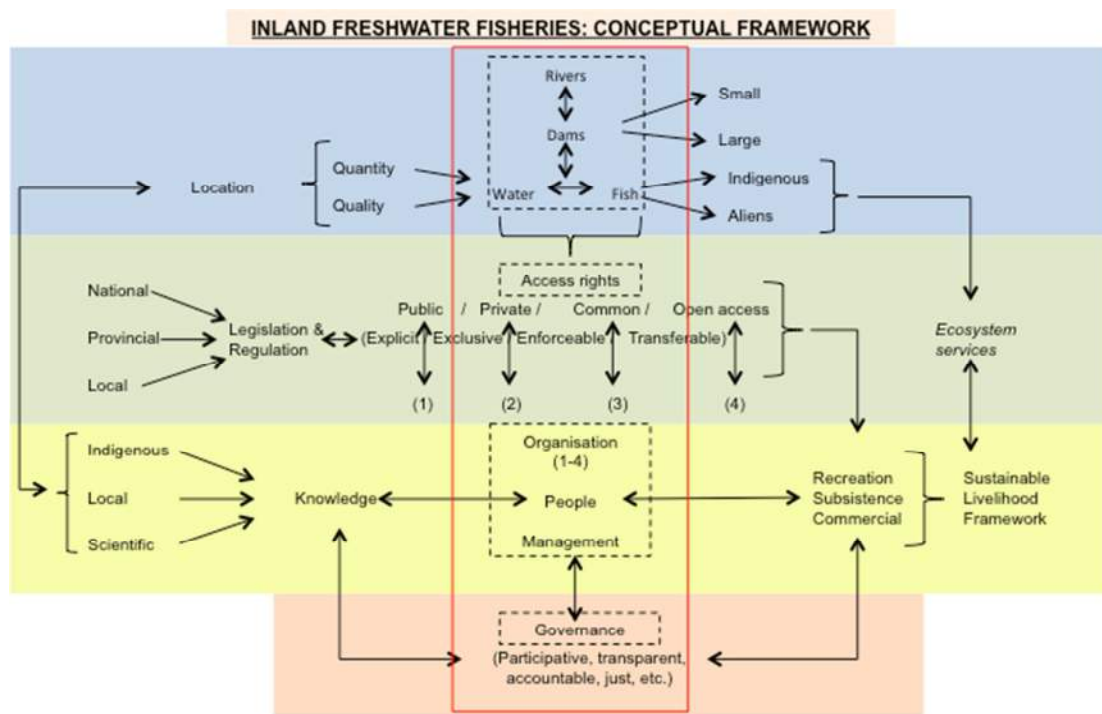 INLAND FRESHWATER FISHERIES: CONCEPTUAL FRAMEWORK
Rivers
Small
Dams
Large
Location
Quantity
Quality
Water
Fish
Indigenous
Aliens
Access rights
National
Provincial
Local
Legislation &
Regulation
Public / Private / Common / Open access
(Explicit / Exclusive / Enforceable / Transferable)
(1) (2) (3) (4)
Ecosystem
services
Indigenous
Local
Scientific
Knowledge
Organisation
(1-4)
People
Management
Recreation
Subsistence
Commercial
Sustainable
Livelihood
Framework
Governance
(Participative, transparent,
accountable, just, etc.)